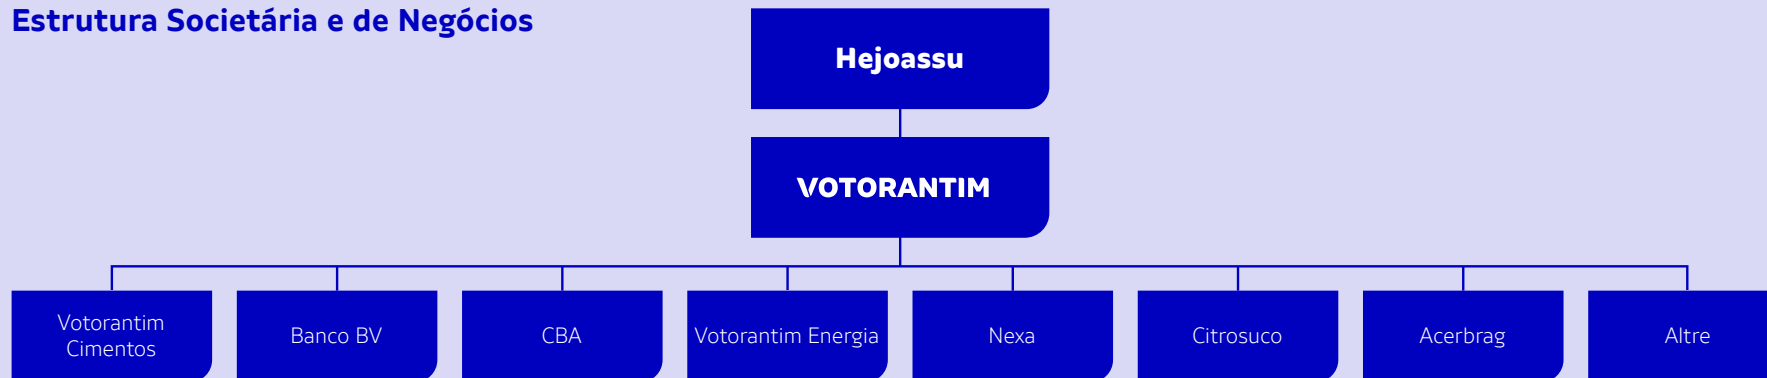 Estrutura Societária e de Negócios
Hejoassu
VOTORANTIM
Votorantim
Cimentos
Banco BV
CBA
Votorantim Energia
Nexa
Citrosuco
Acerbrag
Altre